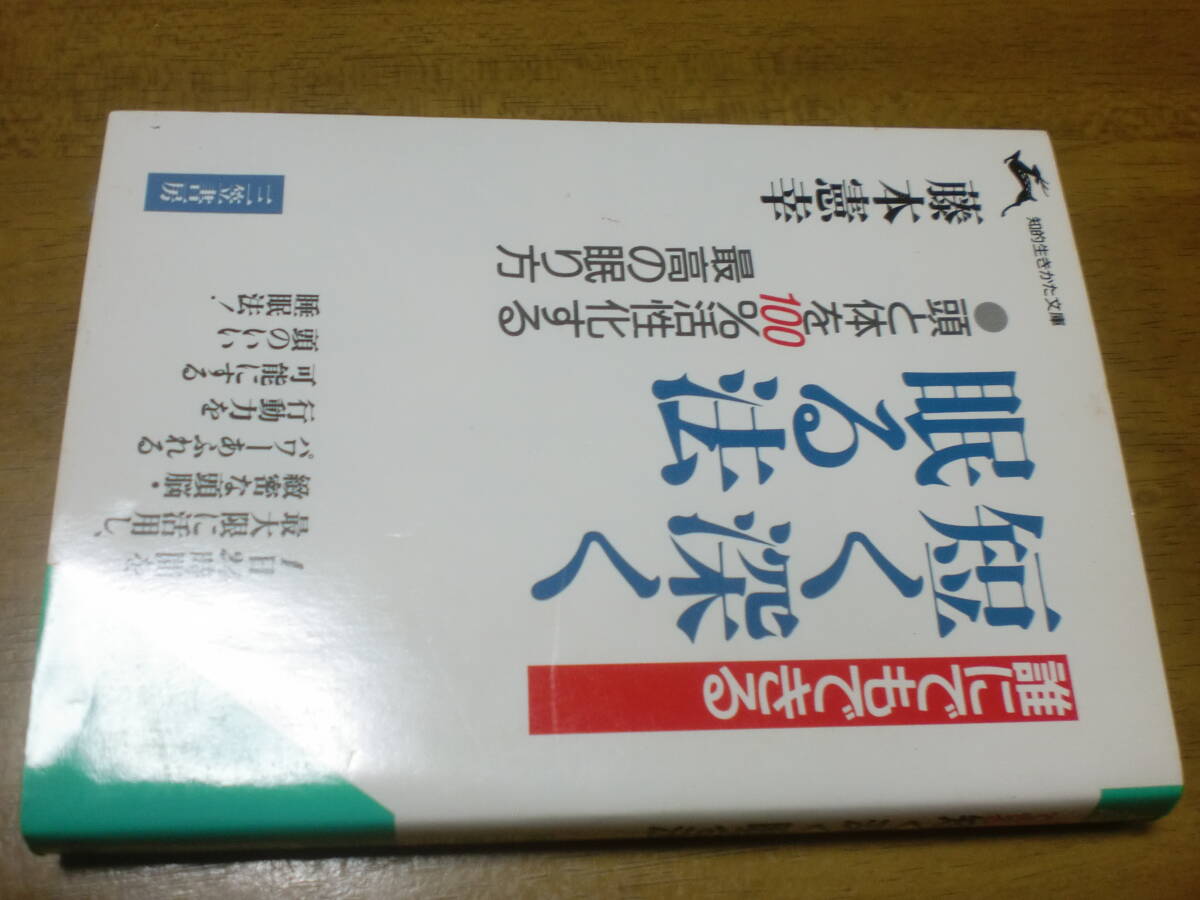 知的生きかた文庫
誰にでもできる
短く深く
眠る法
●頭と体を100%活性化する
最高の眠り方
藤本憲幸
1日24時間を
最大限に活用し、
緻密な頭脳・
パワーあふれる
行動力を
可能にする
頭のいい
睡眠法!
三笠書房